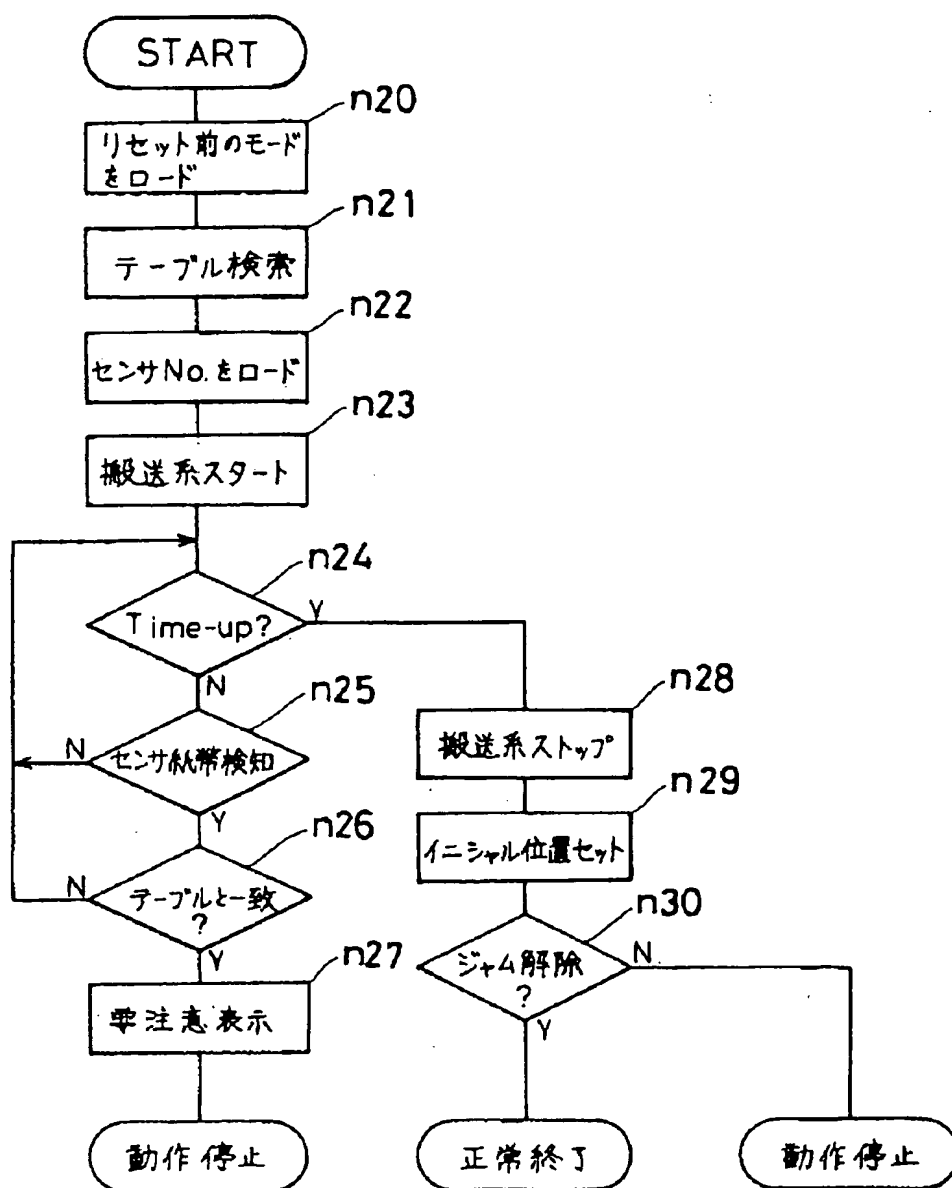 START
n20
リセット前のモード
をロード
n21
テーブル検索
n22
センサNo.をロード
n23
搬送系スタート
n24
Time-up?
Y
N
n25
N
センサ紙幣検知
Y
n26
N
テーブルと一致
?
Y
n27
要注意表示
動作停止
n28
搬送系ストップ
n29
イニシャル位置セット
n30
ジャム解除
?
N
Y
正常終了
動作停止